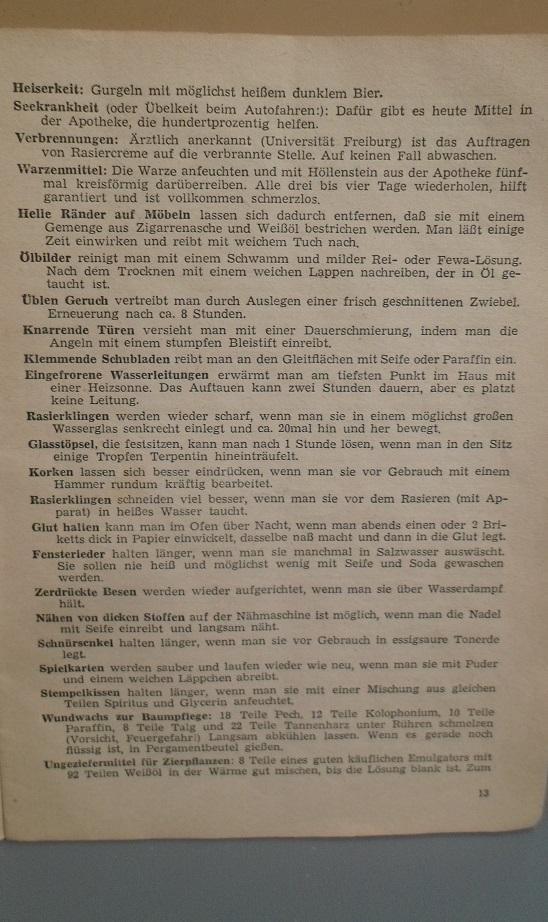 Heiserkeit: Gurgeln mit möglichst heißem dunklem Bier.
Seekrankheit (oder Übelkeit beim Autofahren:): Dafür gibt es heute Mittel in
der Apotheke, die hundertprozentig helfen.
Verbrennungen: Ärztlich anerkannt (Universität Freiburg) ist das Auftragen
von Rasiercreme auf die verbrannte Stelle. Auf keinen Fall abwaschen.
Warzenmittel: Die Warze anfeuchten und mit Höllenstein aus der Apotheke fünf-
mal kreisförmig darüberreiben. Alle drei bis vier Tage wiederholen, hilft
garantiert und ist vollkommen schmerzlos.
Helle Ränder auf Möbeln lassen sich dadurch entfernen, daß sie mit einem
Gemenge aus Zigarrenasche und Weißöl bestrichen werden. Man läßt einige
Zeit einwirken und reibt mit weichem Tuch nach.
Ölbilder reinigt man mit einem Schwamm und milder Rei- oder Fewa-Lösung.
Nach dem Trocknen mit einem weichen Lappen nachreiben, der in Öl ge-
taucht ist.
Üblen Geruch vertreibt man durch Auslegen einer frisch geschnittenen Zwiebel.
Erneuerung nach ca. 8 Stunden.
Knarrende Türen versieht man mit einer Dauerschmierung, indem man die
Angeln mit einem stumpfen Bleistift einreibt.
Klemmende Schubladen reibt man an den Gleitflächen mit Seife oder Paraffin ein.
Eingefrorene Wasserleitungen erwärmt man am tiefsten Punkt im Haus mit
einer Heizsonne. Das Auftauen kann zwei Stunden dauern, aber es platzt
keine Leitung.
Rasierklingen werden wieder scharf, wenn man sie in einem möglichst großen
Wasserglas senkrecht einlegt und ca. 20mal hin und her bewegt.
Glasstöpsel, die festsitzen, kann man nach 1 Stunde lösen, wenn man in den Sitz
einige Tropfen Terpentin hineinträufelt.
Korken lassen sich besser eindrücken, wenn man sie vor Gebrauch mit einem
Hammer rundum kräftig bearbeitet.
Rasierklingen schneiden viel besser, wenn man sie vor dem Rasieren (mit Ap-
parat) in heißes Wasser taucht.
Glut halten kann man im Ofen über Nacht, wenn man abends einen oder 2 Bri-
ketts dick in Papier einwickelt, dasselbe naß macht und dann in die Glut legt.
Fensterleder halten länger, wenn man sie manchmal in Salzwasser auswäscht.
Sie sollen nie heiß und möglichst wenig mit Seife und Soda gewaschen
werden.
Zerdrückte Besen werden wieder aufgerichtet, wenn man sie über Wasserdampf
hält.
Nähen von dicken Stoffen auf der Nähmaschine ist möglich, wenn man die Nadel
mit Seife einreibt und langsam näht.
Schnürsenkel halten länger, wenn man sie vor Gebrauch in essigsaure Tonerde
legt.
Spielkarten werden sauber und laufen wieder wie neu, wenn man sie mit Puder
und einem weichen Läppchen abreibt.
Stempelkissen halten länger, wenn man sie mit einer Mischung aus gleichen
Teilen Spiritus und Glycerin anfeuchtet.
Wundwachs zur Baumpflege: 18 Teile Pech, 12 Teile Kolophonium, 10 Teile
Paraffin, 8 Teile Talg und 22 Teile Tannenharz unter Rühren schmelzen
(Vorsicht, Feuergefahr!) Langsam abkühlen lassen. Wenn es gerade noch
flüssig ist, in Pergamentbeutel gießen.
Ungeziefermittel für Zierpflanzen: 8 Teile eines guten käuflichen Emulgators mit
92 Teilen Weißöl in der Wärme gut mischen, bis die Lösung blank ist. Zum
13